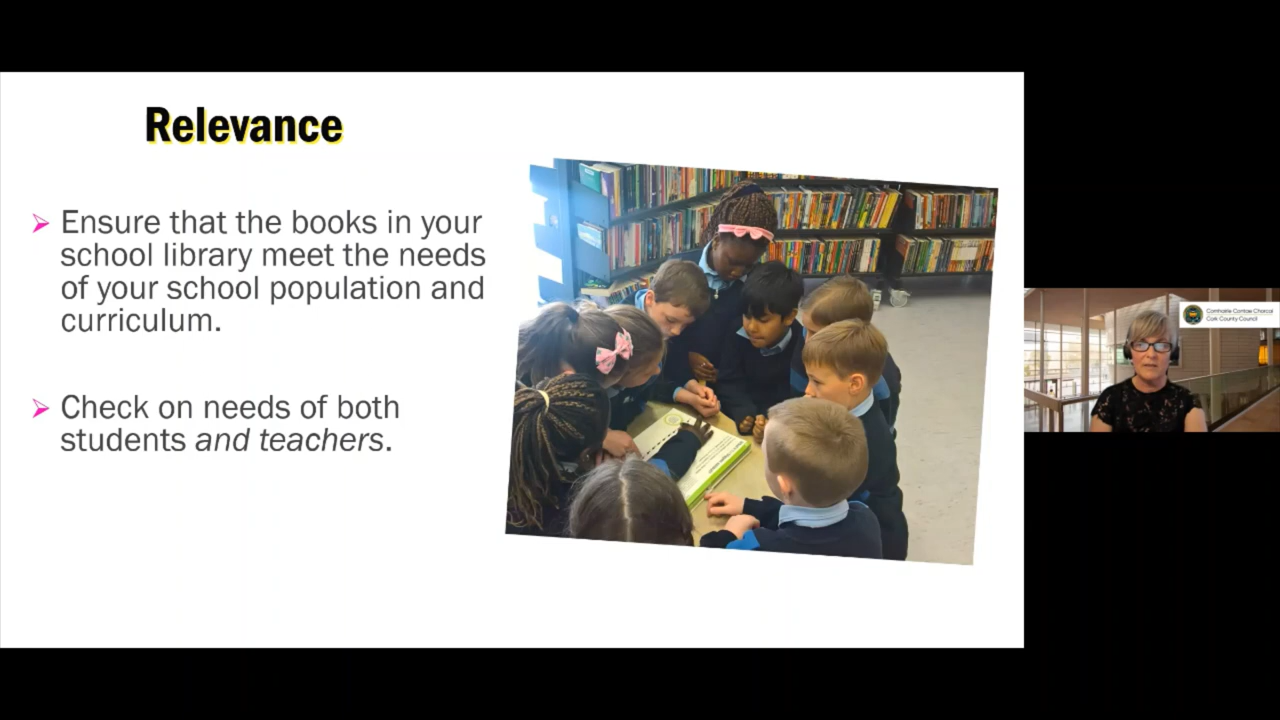 Relevance
Ensure that the books in your
school library meet the needs
of your school population and
curriculum.
Check on needs of both
students and teachers.
Comhairle Contae Chorcaí
Cork County Council